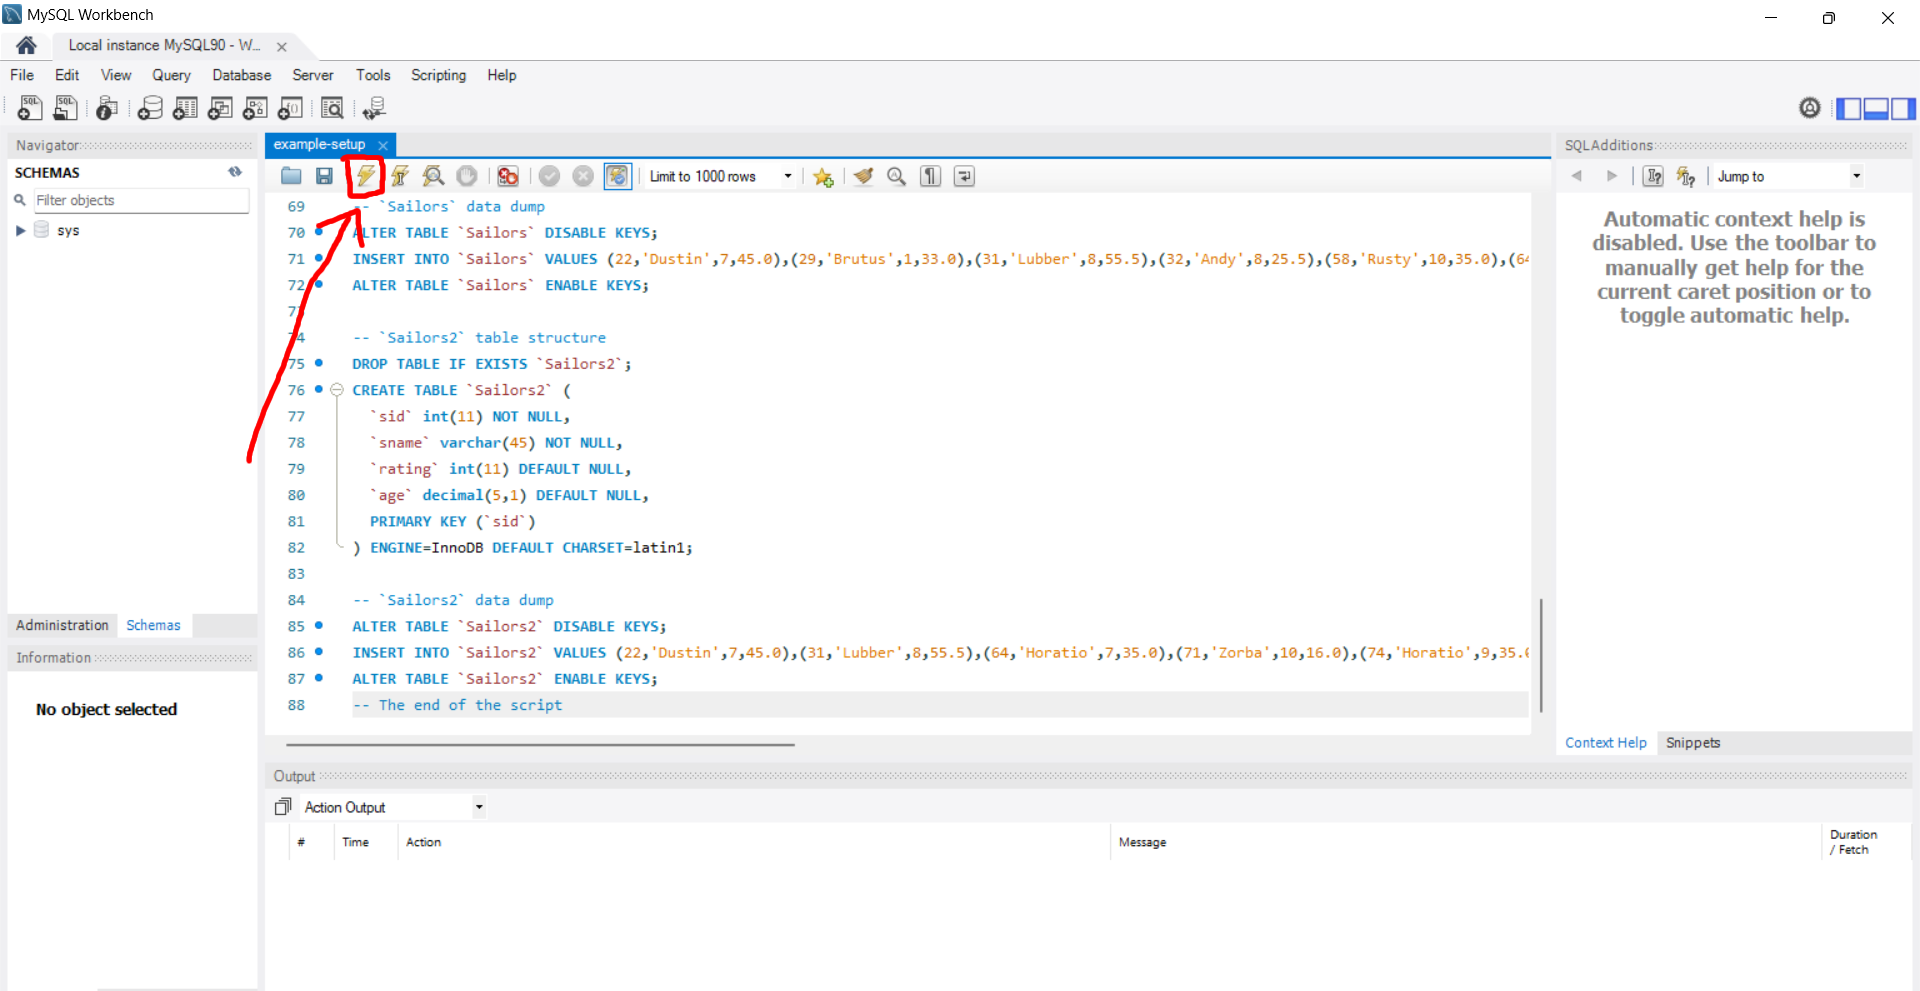 MySQL Workbench
Local instance MySQL90 - W...
File Edit View Query Database Server Tools Scripting Help
Navigator
SCHEMAS
Filter objects
sys
Administration Schemas
Information
No object selected
example-setup
Limit to 1000 rows
69 -- `Sailors` data dump
70 ALTER TABLE `Sailors` DISABLE KEYS;
71 INSERT INTO `Sailors` VALUES (22,'Dustin',7,45.0),(29,'Brutus',1,33.0),(31,'Lubber',8,55.5),(32,'Andy',8,25.5),(58,'Rusty',10,35.0),(64
72 ALTER TABLE `Sailors` ENABLE KEYS;
73
74 -- `Sailors2` table structure
75 DROP TABLE IF EXISTS `Sailors2`;
76 CREATE TABLE `Sailors2` (
77 `sid` int(11) NOT NULL,
78 `sname` varchar(45) NOT NULL,
79 `rating` int(11) DEFAULT NULL,
80 `age` decimal(5,1) DEFAULT NULL,
81 PRIMARY KEY (`sid`)
82 ) ENGINE=InnoDB DEFAULT CHARSET=latin1;
83
84 -- `Sailors2` data dump
85 ALTER TABLE `Sailors2` DISABLE KEYS;
86 INSERT INTO `Sailors2` VALUES (22,'Dustin',7,45.0),(31,'Lubber',8,55.5),(64,'Horatio',7,35.0),(71,'Zorba',10,16.0),(74,'Horatio',9,35.0
87 ALTER TABLE `Sailors2` ENABLE KEYS;
88 -- The end of the script
SQLAdditions
Jump to
Automatic context help is
disabled. Use the toolbar to
manually get help for the
current caret position or to
toggle automatic help.
Context Help Snippets
Output
Action Output
# Time Action Message Duration
/ Fetch